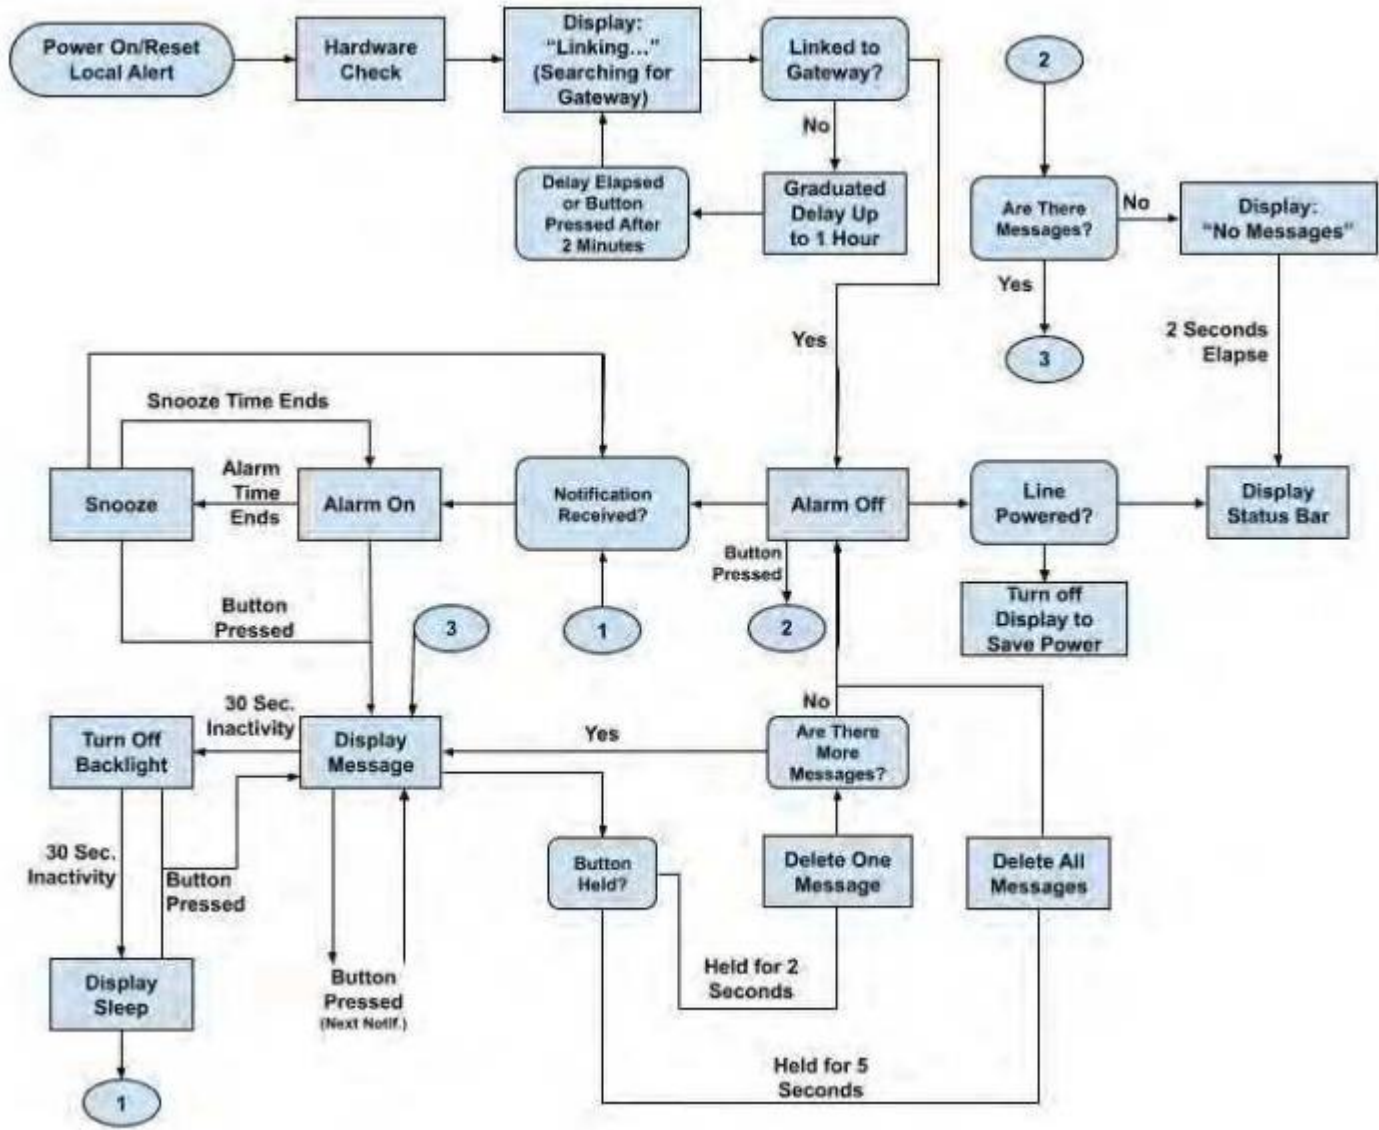 Power On/Reset
Local Alert
Hardware
Check
Display:
“Linking...”
(Searching for
Gateway)
Linked to
Gateway?
2
No
Delay Elapsed
or Button
Pressed After
2 Minutes
Graduated
Delay Up
to 1 Hour
Are There
Messages?
No
Display:
“No Messages”
Yes
Yes
3
2 Seconds
Elapse
Snooze Time Ends
Snooze
Alarm
Time
Ends
Alarm On
Notification
Received?
Alarm Off
Line
Powered?
Display
Status Bar
Button
Pressed
Button
Pressed
3
1
2
Turn off
Display to
Save Power
Turn Off
Backlight
30 Sec.
Inactivity
Display
Message
Yes
No
Are There
More
Messages?
30 Sec.
Inactivity
Button
Pressed
Button
Held?
Delete One
Message
Delete All
Messages
Display
Sleep
Button
Pressed
(Next Notif.)
Held for 2
Seconds
Held for 5
Seconds
1